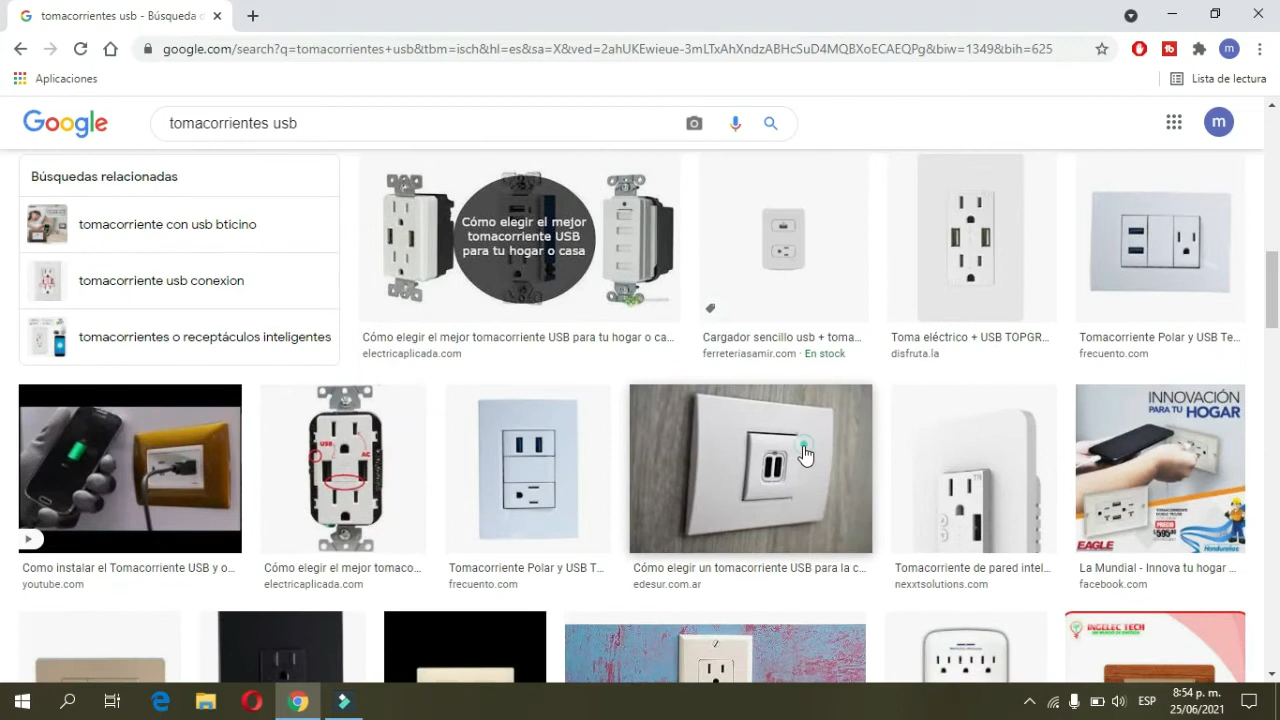 tomacorrientes usb - Búsqueda d
google.com/search?q=tomacorrientes+usb&tbm=isch&hl=es&sa=X&ved=2ahUKEwieue-3mLTxAhXndzABHcSuD4MQBXoECAEQPg&biw=1349&bih=625
m
Aplicaciones
Lista de lectura
Google
tomacorrientes usb
m
Búsquedas relacionadas
tomacorriente con usb bticino
tomacorriente usb conexion
tomacorrientes o receptáculos inteligentes
Cómo elegir el mejor
tomacorriente USB
para tu hogar o casa
Cómo elegir el mejor tomacorriente USB para tu hogar o ca...
electricaplicada.com
Cargador sencillo usb + toma...
ferreteriasamir.com · En stock
Toma eléctrico + USB TOPGR...
disfruta.la
Tomacorriente Polar y USB Te...
frecuento.com
USB
AC
INNOVACIÓN
PARA TU HOGAR
PRECIO
EAGLE
Honduras
Como instalar el Tomacorriente USB y o...
youtube.com
Cómo elegir el mejor tomaco...
electricaplicada.com
Tomacorriente Polar y USB T...
frecuento.com
Cómo elegir un tomacorriente USB para la c...
edesur.com.ar
Tomacorriente de pared intel...
nexxtsolutions.com
La Mundial - Innova tu hogar ...
facebook.com
INGELEC TECH
ESP
8:54 p. m.
25/06/2021